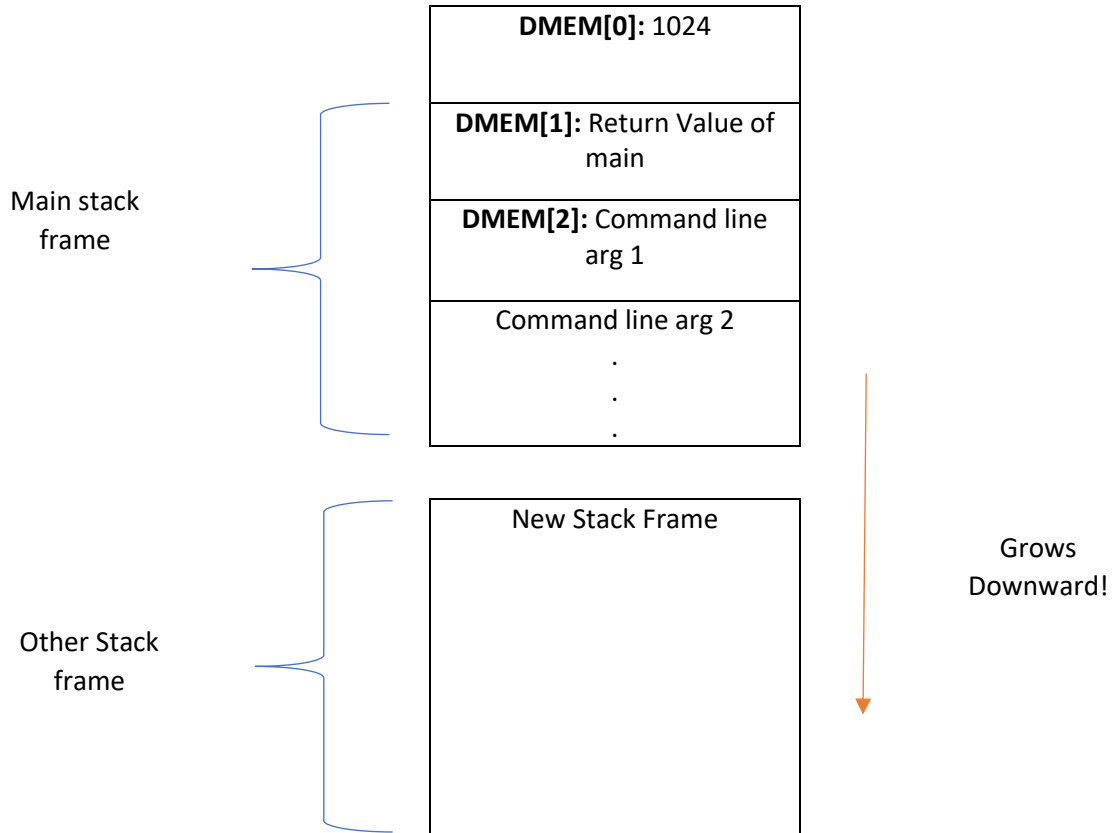 DMEM[0]: 1024
DMEM[1]: Return Value of
main
Main stack
frame
DMEM[2]: Command line
arg 1
Command line arg 2
.
.
.
New Stack Frame
Grows
Downward!
Other Stack
frame